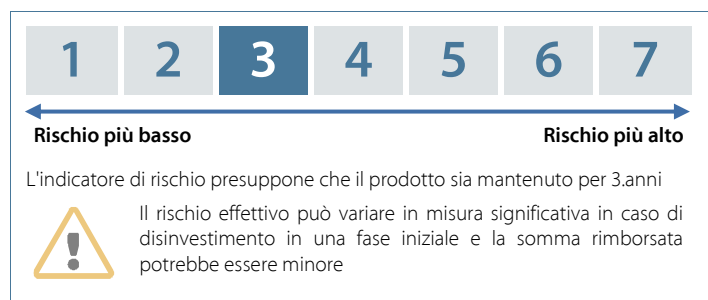 1 2 3 4 5 6 7
Rischio più basso Rischio più alto
L'indicatore di rischio presuppone che il prodotto sia mantenuto per 3.anni
Il rischio effettivo può variare in misura significativa in caso di
disinvestimento in una fase iniziale e la somma rimborsata
potrebbe essere minore